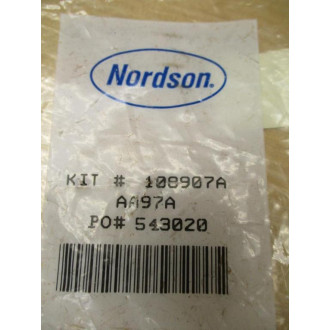 Nordson.
KIT # 108907A
AA97A
PO# 543020